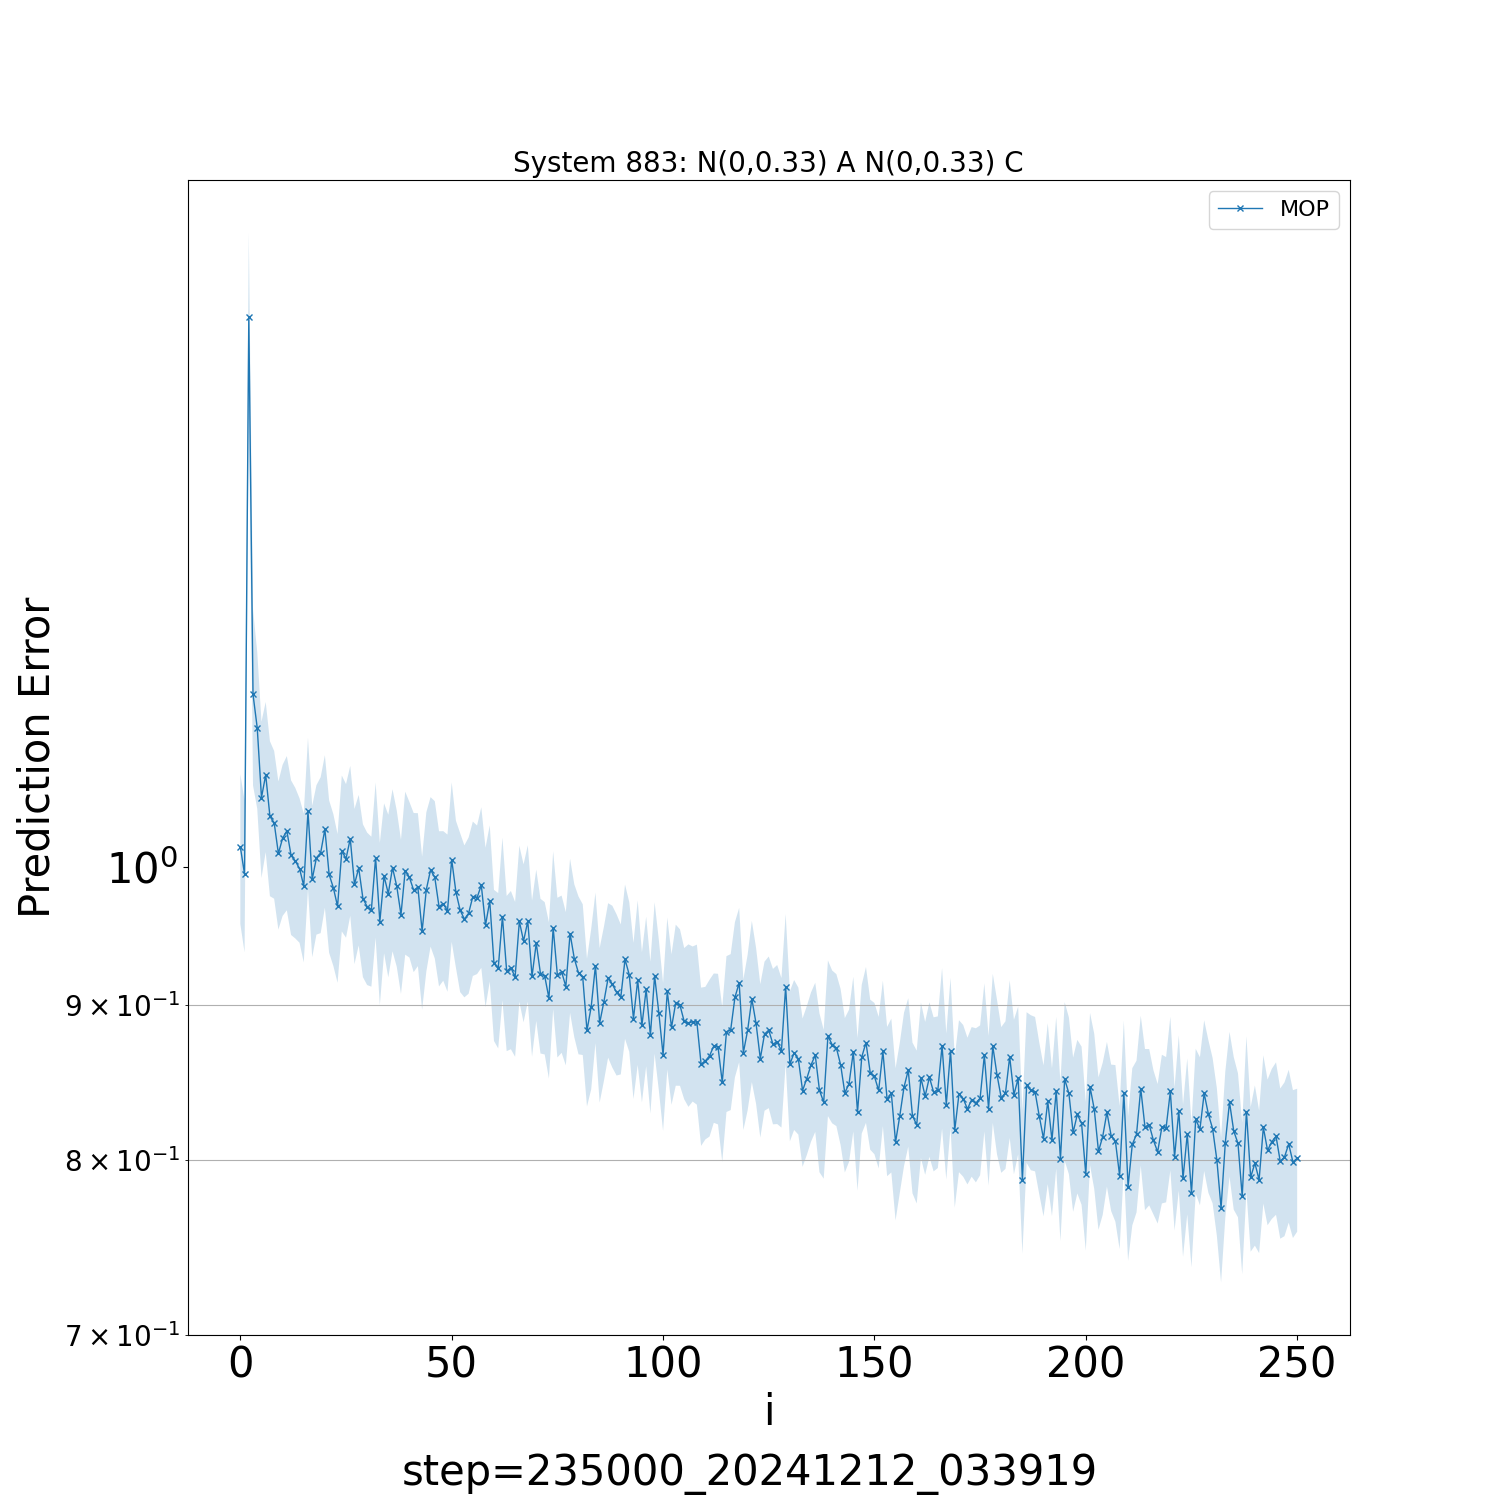 System 883: N(0,0.33) A N(0,0.33) C
MOP
Prediction Error
10⁰
9 × 10⁻¹
8 × 10⁻¹
7 × 10⁻¹
0 50 100 150 200 250
i
step=235000_20241212_033919